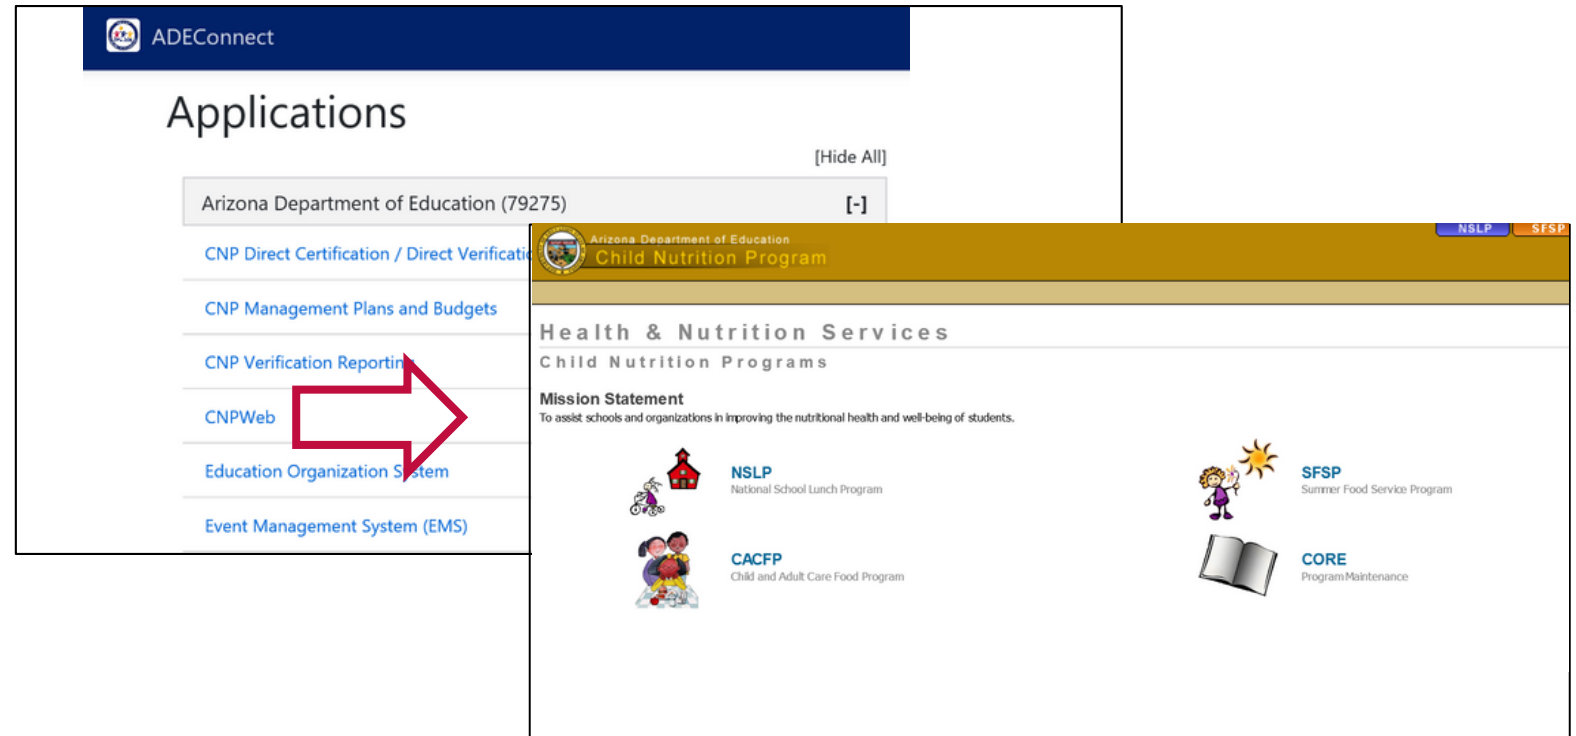 ADEConnect
Applications
[Hide All]
Arizona Department of Education (79275) [-]
CNP Direct Certification / Direct Verificatio
CNP Management Plans and Budgets
CNP Verification Reporting
CNPWeb
Education Organization System
Event Management System (EMS)
NSLP SFSP
Arizona Department of Education
Child Nutrition Program
Health & Nutrition Services
Child Nutrition Programs
Mission Statement
To assist schools and organizations in improving the nutritional health and well-being of students.
NSLP
National School Lunch Program
SFSP
Summer Food Service Program
CACFP
Child and Adult Care Food Program
CORE
Program Maintenance